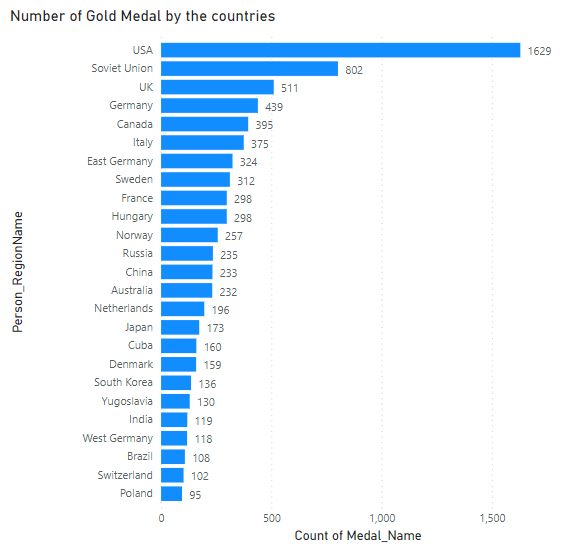 Number of Gold Medal by the countries
Person_RegionName
USA 1629
Soviet Union 802
UK 511
Germany 439
Canada 395
Italy 375
East Germany 324
Sweden 312
France 298
Hungary 298
Norway 257
Russia 235
China 233
Australia 232
Netherlands 196
Japan 173
Cuba 160
Denmark 159
South Korea 136
Yugoslavia 130
India 119
West Germany 118
Brazil 108
Switzerland 102
Poland 95
0 500 1,000 1,500
Count of Medal_Name